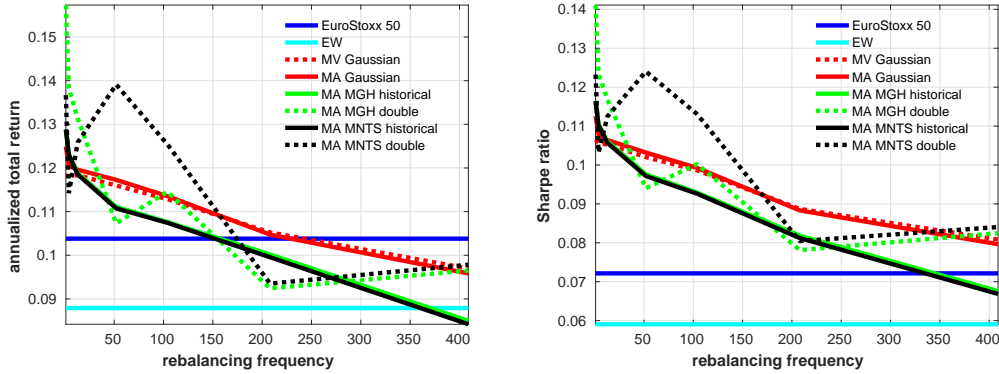 annualized total return
0.15
0.14
0.13
0.12
0.11
0.1
0.09
50 100 150 200 250 300 350 400
rebalancing frequency
EuroStoxx 50
EW
MV Gaussian
MA Gaussian
MA MGH historical
MA MGH double
MA MNTS historical
MA MNTS double
Sharpe ratio
0.14
0.13
0.12
0.11
0.1
0.09
0.08
0.07
0.06
50 100 150 200 250 300 350 400
rebalancing frequency
EuroStoxx 50
EW
MV Gaussian
MA Gaussian
MA MGH historical
MA MGH double
MA MNTS historical
MA MNTS double